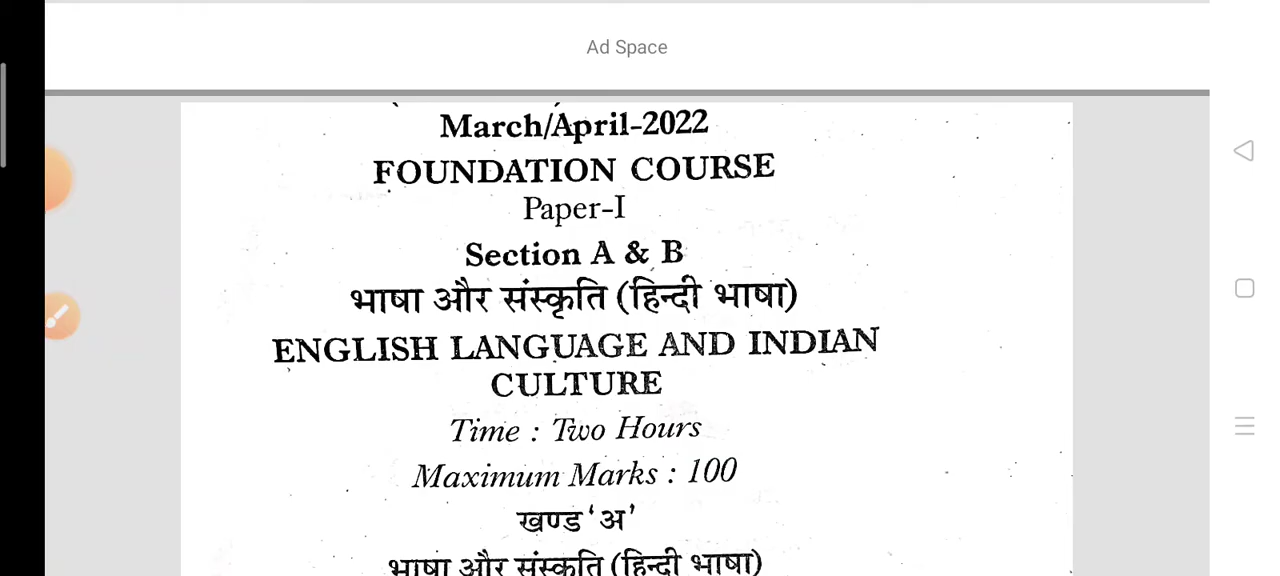 Ad Space
March/April-2022
FOUNDATION COURSE
Paper-I
Section A & B
भाषा और संस्कृति (हिन्दी भाषा)
ENGLISH LANGUAGE AND INDIAN
CULTURE
Time : Two Hours
Maximum Marks : 100
खण्ड 'अ'
भाषा और संस्कृति (हिन्दी भाषा)